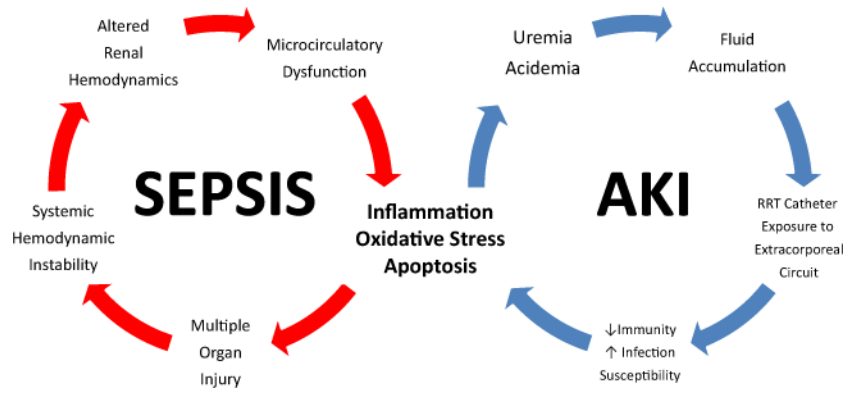 Altered
Renal
Hemodynamics
Microcirculatory
Dysfunction
SEPSIS
Systemic
Hemodynamic
Instability
Multiple
Organ
Injury
Inflammation
Oxidative Stress
Apoptosis
Uremia
Acidemia
Fluid
Accumulation
AKI
RRT Catheter
Exposure to
Extracorporeal
Circuit
↓Immunity
↑ Infection
Susceptibility